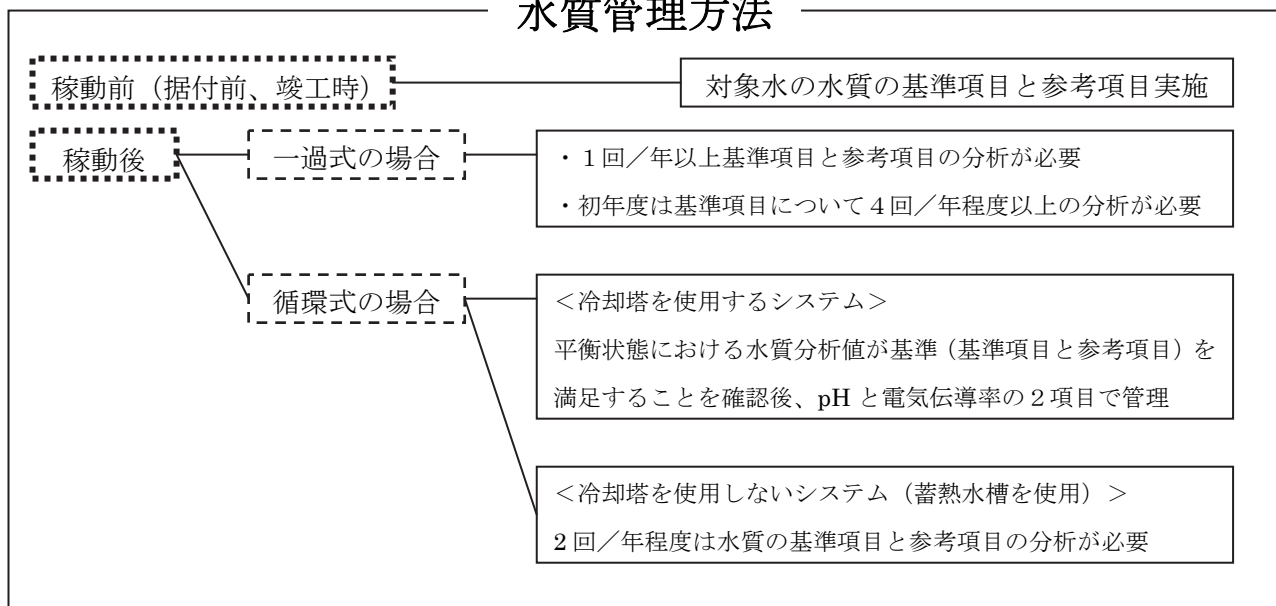 水質管理方法
稼動前（据付前、竣工時）
対象水の水質の基準項目と参考項目実施
稼動後
一過式の場合
・１回／年以上基準項目と参考項目の分析が必要
・初年度は基準項目について４回／年程度以上の分析が必要
循環式の場合
＜冷却塔を使用するシステム＞
平衡状態における水質分析値が基準（基準項目と参考項目）を
満足することを確認後、pH と電気伝導率の２項目で管理
＜冷却塔を使用しないシステム（蓄熱水槽を使用）＞
2 回／年程度は水質の基準項目と参考項目の分析が必要